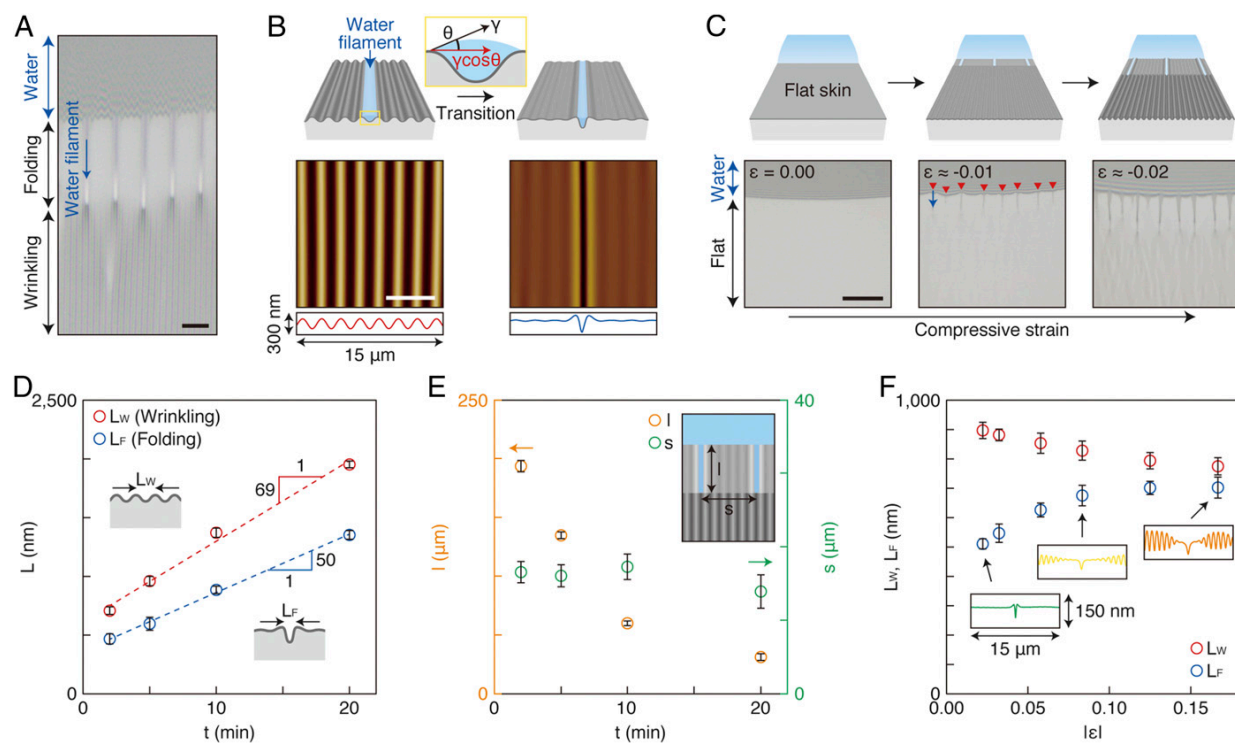 A
Water
Folding
Wrinkling
Water filament
B
Water
filament
θ
γ
γcosθ
Transition
300 nm
15 μm
C
Flat skin
Water
Flat
ε = 0.00
ε ≈ -0.01
ε ≈ -0.02
Compressive strain
D
2,500
L (nm)
0
LW (Wrinkling)
LF (Folding)
LW
69
1
50
1
LF
0
10
20
t (min)
E
250
l (μm)
0
l
s
l
s
40
s (μm)
0
0
10
20
t (min)
F
1,000
LW, LF (nm)
0
150 nm
15 μm
LW
LF
0.00
0.05
0.10
0.15
|ε|